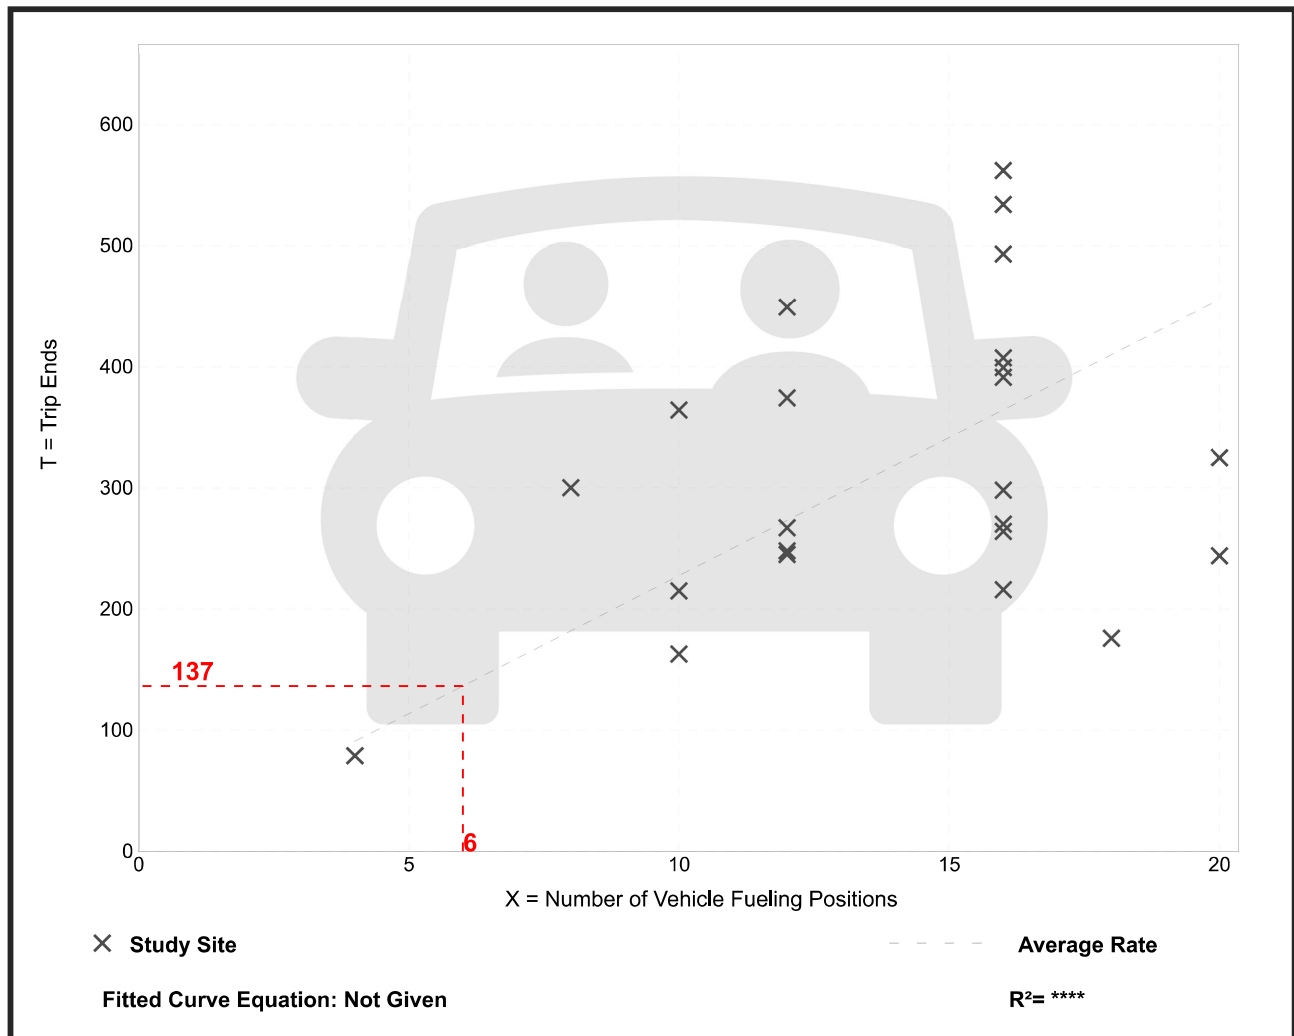 600
500
400
300
200
100
0
T = Trip Ends
137
6
0 5 10 15 20
X = Number of Vehicle Fueling Positions
Study Site Average Rate
Fitted Curve Equation: Not Given R²= ****